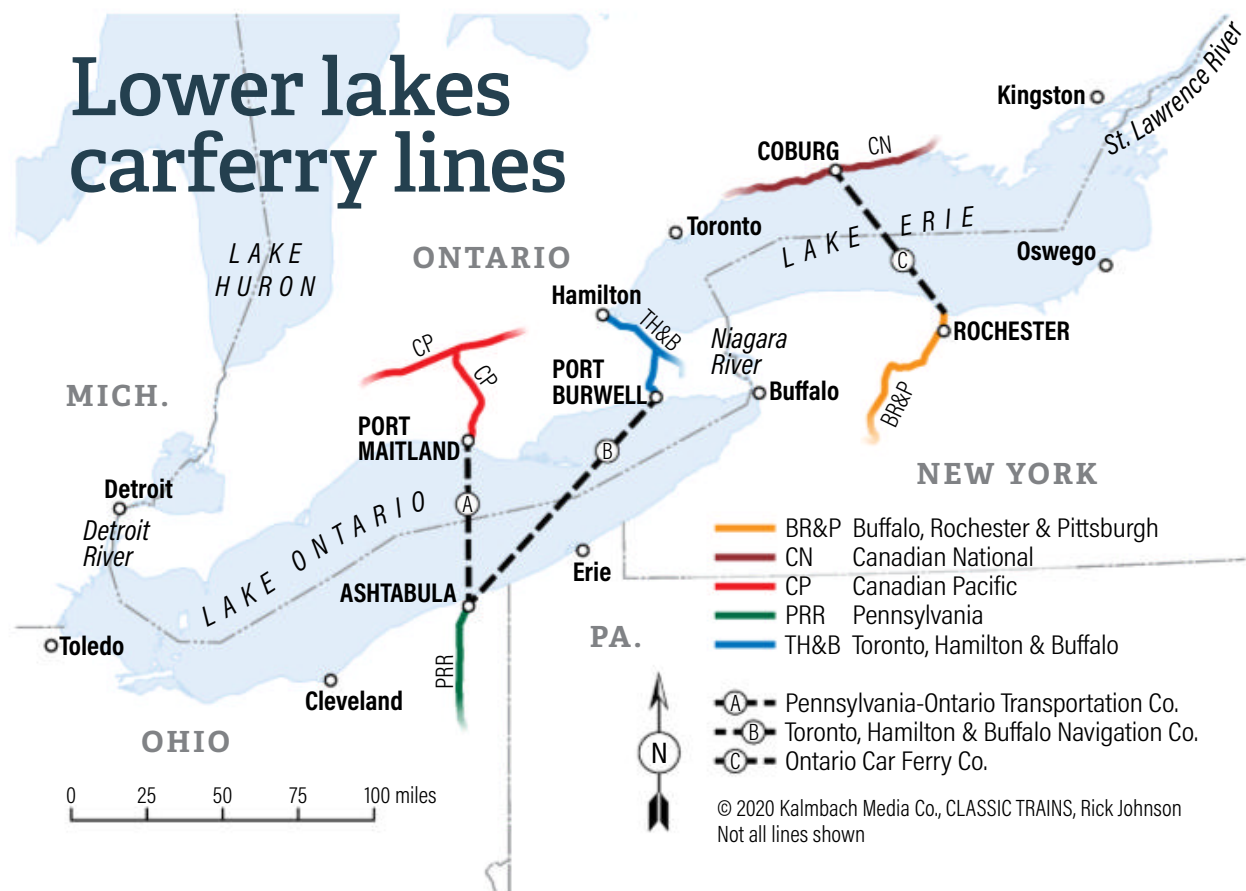 Lower lakes
carferry lines
Kingston
St. Lawrence River
COBURG
CN
Toronto
LAKE ERIE
Oswego
LAKE
HURON
ONTARIO
Hamilton
TH&B
Niagara
River
ROCHESTER
CP
CP
PORT
BURWELL
Buffalo
BR&P
C
MICH.
PORT
MAITLAND
B
NEW YORK
Detroit
Detroit
River
A
LAKE ONTARIO
Erie
ASHTABULA
PA.
Toledo
PRR
Cleveland
OHIO
BR&P Buffalo, Rochester & Pittsburgh
CN Canadian National
CP Canadian Pacific
PRR Pennsylvania
TH&B Toronto, Hamilton & Buffalo
A Pennsylvania-Ontario Transportation Co.
B Toronto, Hamilton & Buffalo Navigation Co.
C Ontario Car Ferry Co.
N
0 25 50 75 100 miles
© 2020 Kalmbach Media Co., CLASSIC TRAINS, Rick Johnson
Not all lines shown